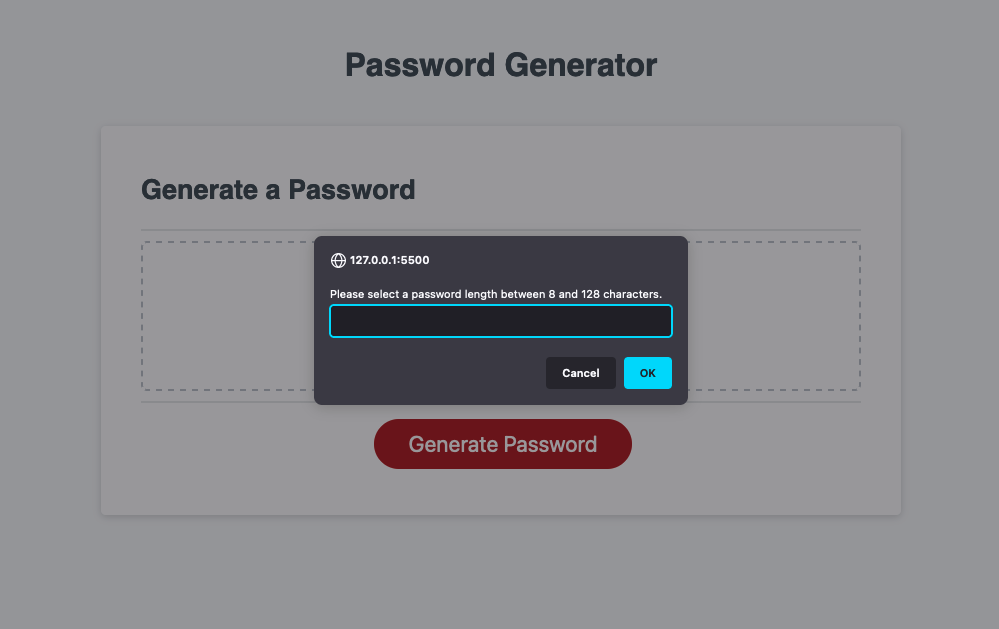 Password Generator
Generate a Password
127.0.0.1:5500
Please select a password length between 8 and 128 characters.
Cancel
OK
Generate Password